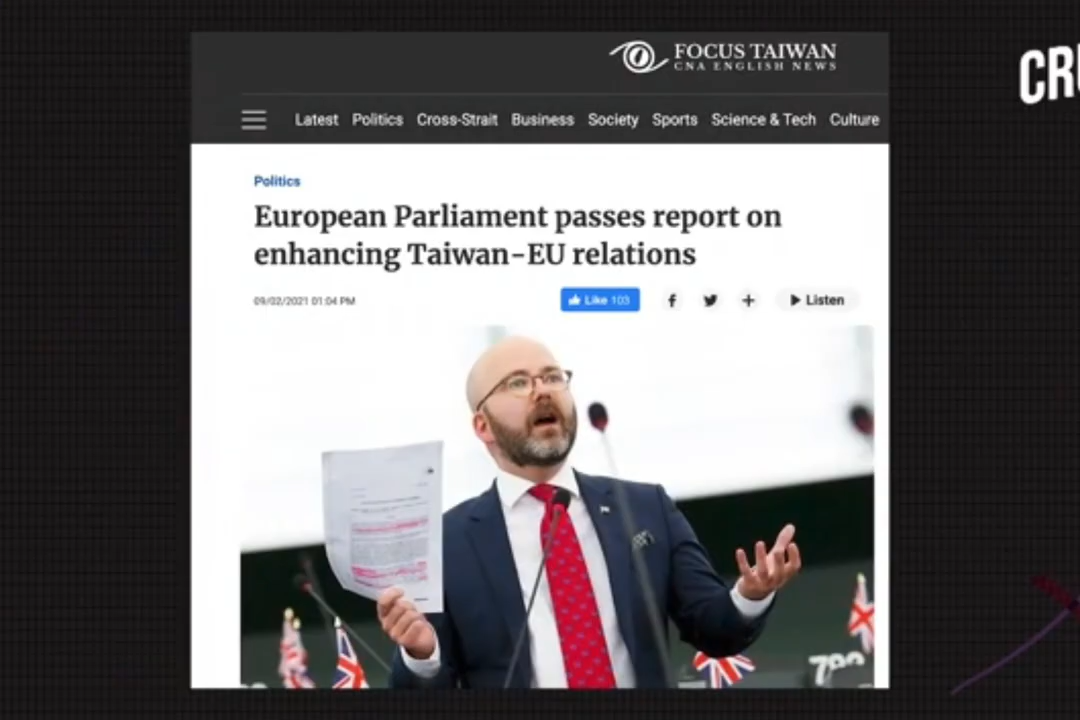 FOCUS TAIWAN
CNA ENGLISH NEWS
Latest Politics Cross-Strait Business Society Sports Science & Tech Culture
Politics
European Parliament passes report on
enhancing Taiwan-EU relations
09/02/2021 01:04 PM
Like 103
Listen